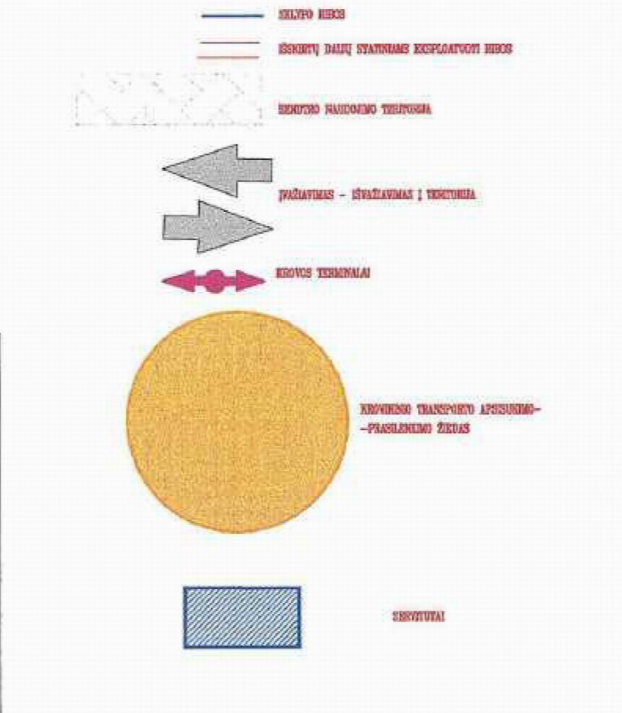 SKLYPO RIBOS
IŠSKIRTŲ DALIŲ STATINIAMS EKSPLOATUOTI RIBOS
BENDRO NAUDOJIMO TERITORIJA
ĮVAŽIAVIMAS - IŠVAŽIAVIMAS Į TERITORIJA
KROVOS TERMINALAI
KROVININIO TRANSPORTO APSISUKIMO-
-PRASILENKIMO ŽIEDAS
SERVITUTAI